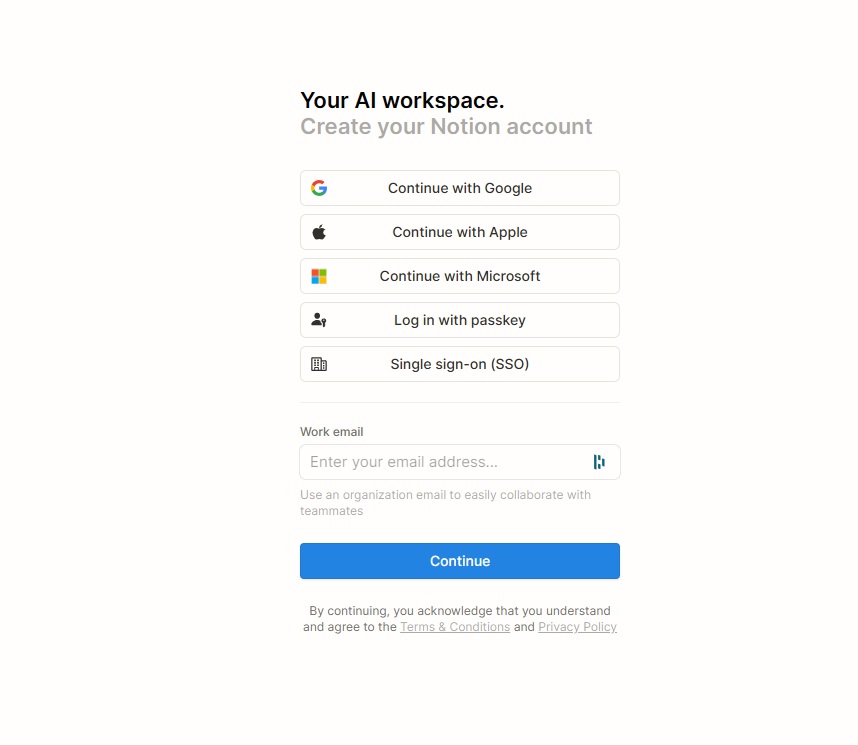 Your AI workspace.
Create your Notion account
Continue with Google
Continue with Apple
Continue with Microsoft
Log in with passkey
Single sign-on (SSO)
Work email
Enter your email address...
Use an organization email to easily collaborate with
teammates
Continue
By continuing, you acknowledge that you understand
and agree to the Terms & Conditions and Privacy Policy